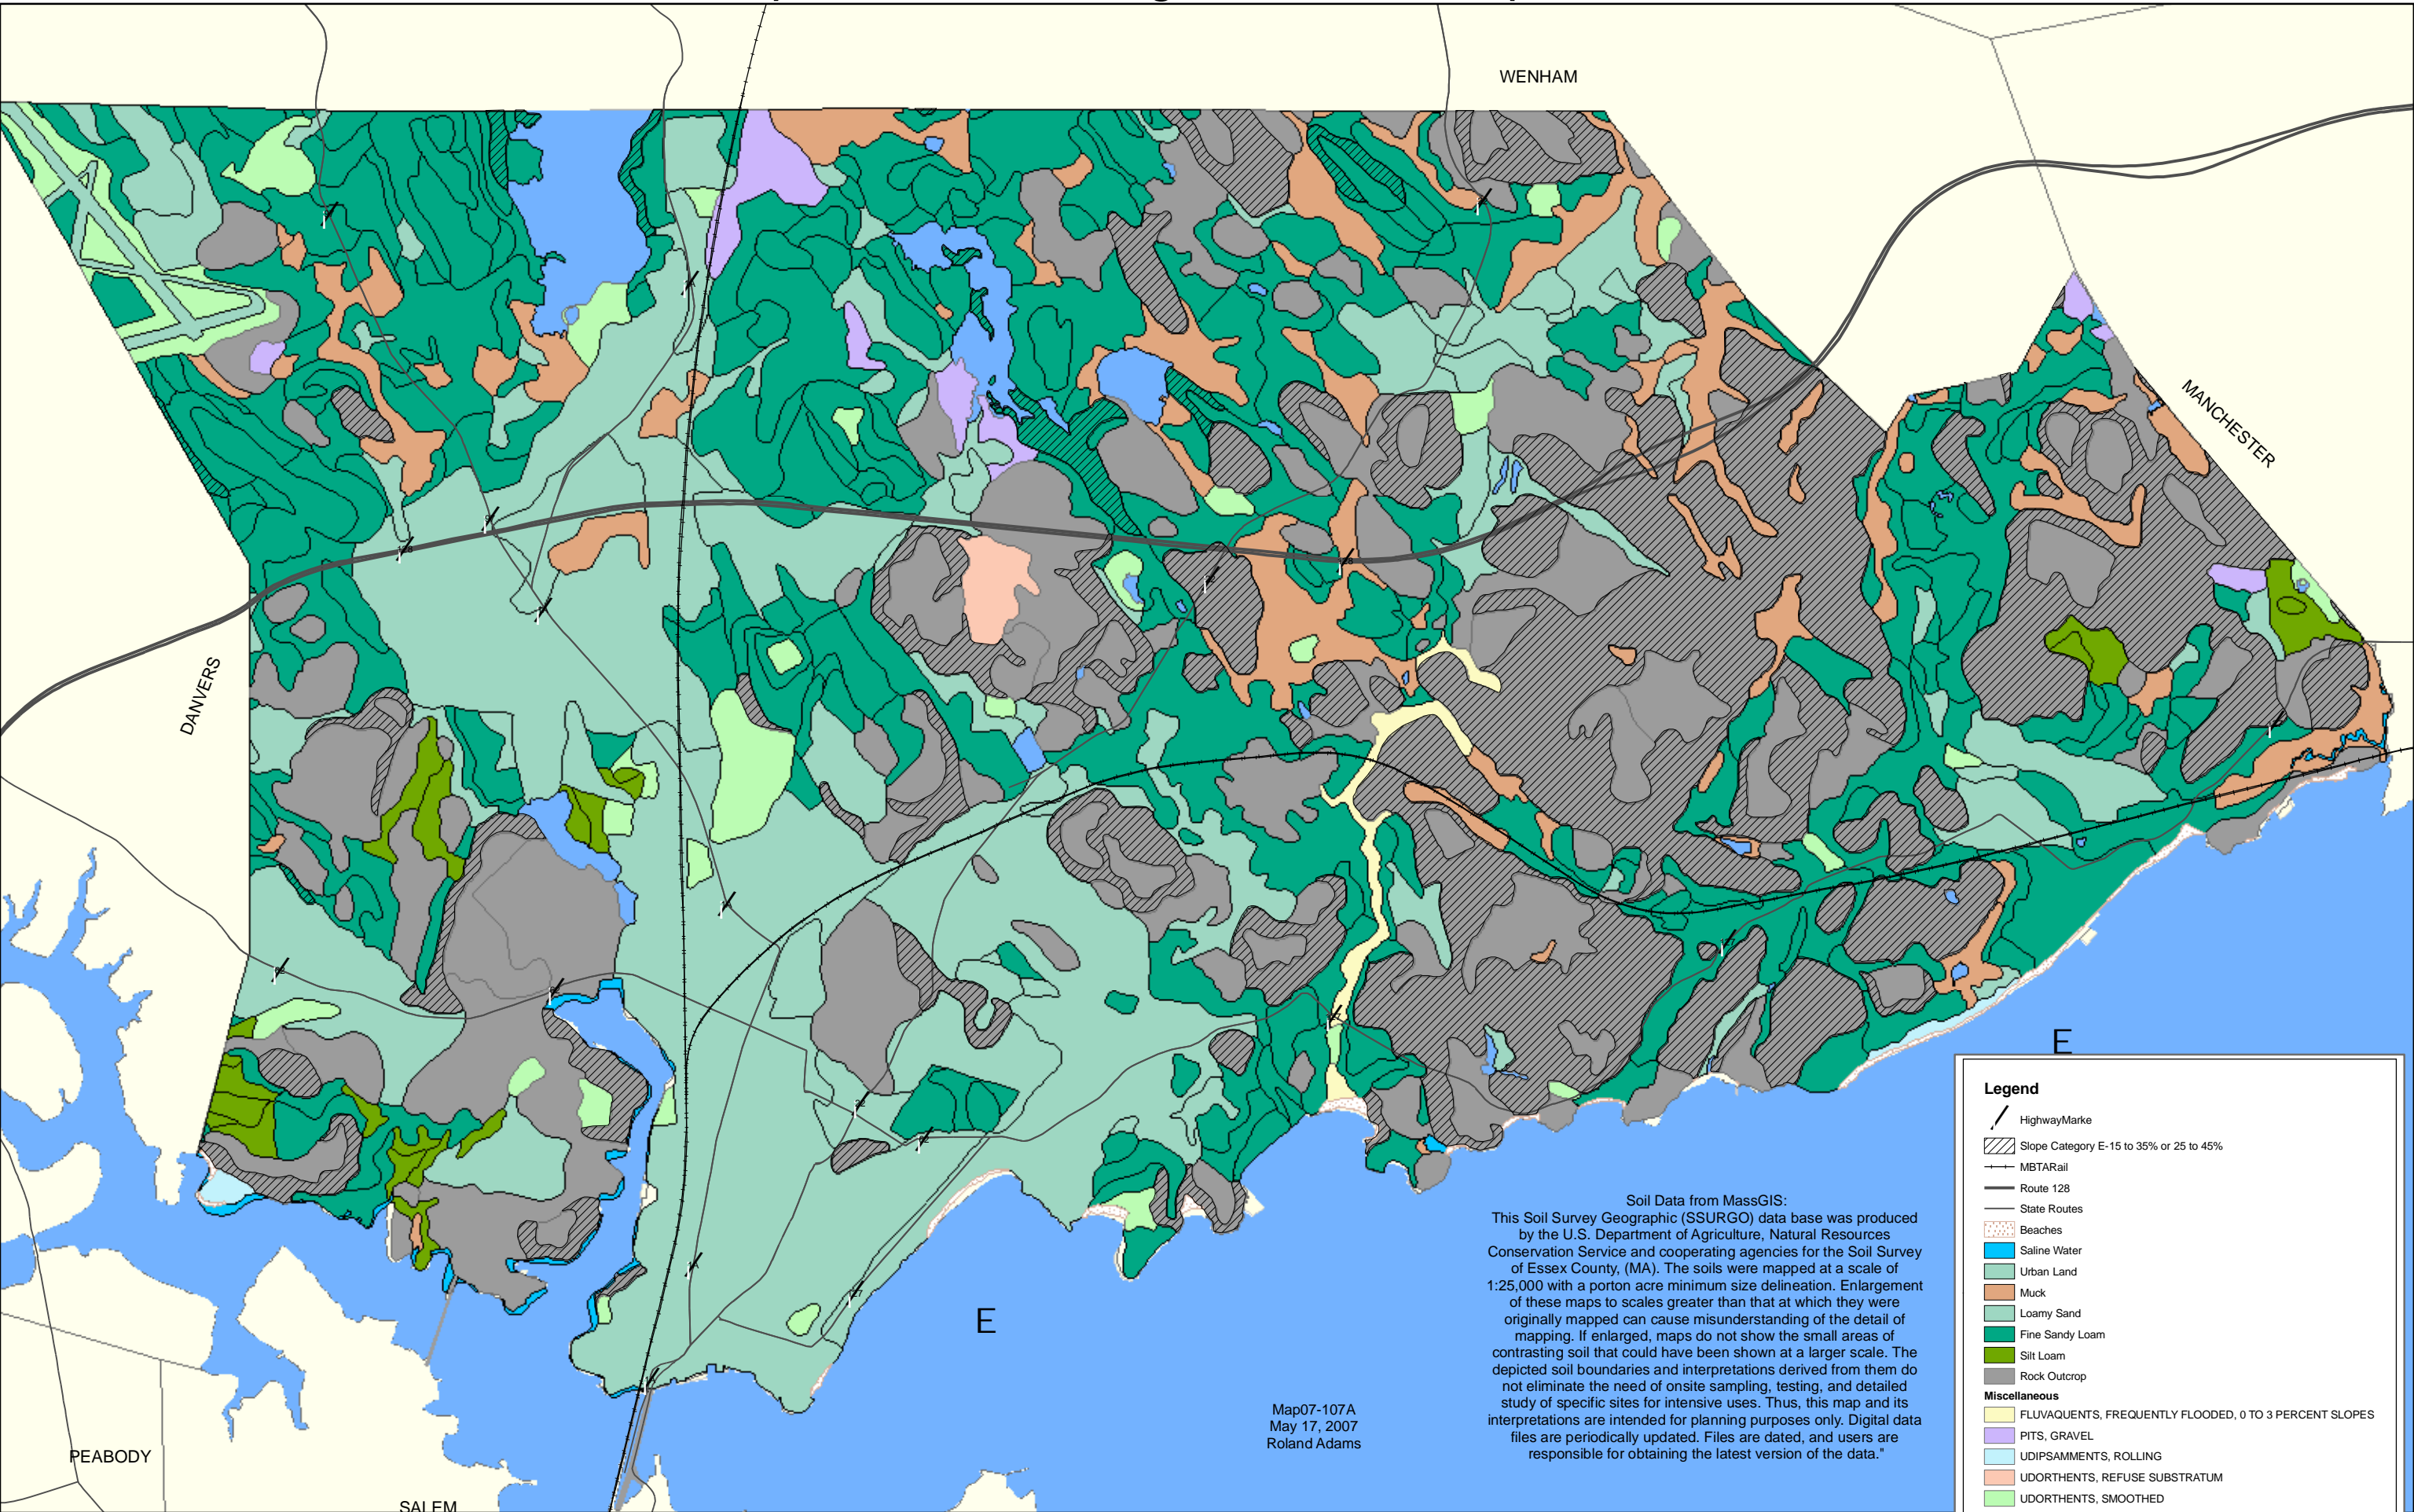 WENHAM
MANCHESTER
DANVERS
E
E
PEABODY
SALEM
Soil Data from MassGIS:
This Soil Survey Geographic (SSURGO) data base was produced
by the U.S. Department of Agriculture, Natural Resources
Conservation Service and cooperating agencies for the Soil Survey
of Essex County, (MA). The soils were mapped at a scale of
1:25,000 with a porton acre minimum size delineation. Enlargement
of these maps to scales greater than that at which they were
originally mapped can cause misunderstanding of the detail of
mapping. If enlarged, maps do not show the small areas of
contrasting soil that could have been shown at a larger scale. The
depicted soil boundaries and interpretations derived from them do
not eliminate the need of onsite sampling, testing, and detailed
study of specific sites for intensive uses. Thus, this map and its
interpretations are intended for planning purposes only. Digital data
files are periodically updated. Files are dated, and users are
responsible for obtaining the latest version of the data."
Map07-107A
May 17, 2007
Roland Adams
Legend
HighwayMarke
Slope Category E-15 to 35% or 25 to 45%
MBTARail
Route 128
State Routes
Beaches
Saline Water
Urban Land
Muck
Loamy Sand
Fine Sandy Loam
Silt Loam
Rock Outcrop
Miscellaneous
FLUVAQUENTS, FREQUENTLY FLOODED, 0 TO 3 PERCENT SLOPES
PITS, GRAVEL
UDIPSAMMENTS, ROLLING
UDORTHENTS, REFUSE SUBSTRATUM
UDORTHENTS, SMOOTHED